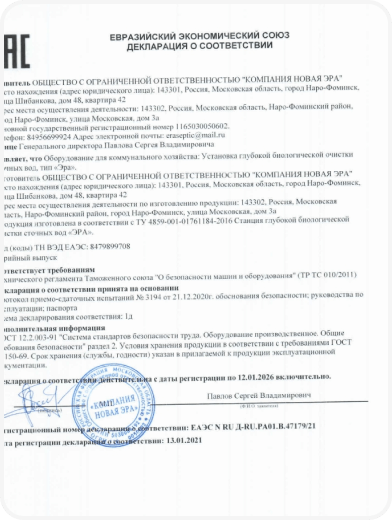 ЕВРАЗИЙСКИЙ ЭКОНОМИЧЕСКИЙ СОЮЗ
ДЕКЛАРАЦИЯ О СООТВЕТСТВИИ
ЕАС
витель ОБЩЕСТВО С ОГРАНИЧЕННОЙ ОТВЕТСТВЕННОСТЬЮ "КОМПАНИЯ НОВАЯ ЭРА"
сто нахождения (адрес юридического лица): 143301, Россия, Московская область, город Наро-Фоминск,
ица Шибанкова, дом 48, квартира 42
рес места осуществления деятельности: 143302, Россия, Московская область, Наро-Фоминский район,
од Наро-Фоминск, улица Московская, дом 3а
овной государственный регистрационный номер 1165030050602.
ефон: 84956699924 Адрес электронной почты: eraseptic@mail.ru
ице Генерального директора Павлова Сергея Владимировича
вляет, что Оборудование для коммунального хозяйства: Установка глубокой биологической очистки
очных вод, тип «Эра».
отовитель ОБЩЕСТВО С ОГРАНИЧЕННОЙ ОТВЕТСТВЕННОСТЬЮ "КОМПАНИЯ НОВАЯ ЭРА"
сто нахождения (адрес юридического лица): 143301, Россия, Московская область, город Наро-Фоминск,
ица Шибанкова, дом 48, квартира 42
рес места осуществления деятельности по изготовлению продукции: 143302, Россия, Московская
ласть, Наро-Фоминский район, город Наро-Фоминск, улица Московская, дом 3а
одукция изготовлена в соответствии с ТУ 4859-001-01761184-2016 Станция глубокой биологической
стки сточных вод «ЭРА».
д (коды) ТН ВЭД ЕАЭС: 8479899708
рийный выпуск
ответствует требованиям
хнического регламента Таможенного союза "О безопасности машин и оборудования" (ТР ТС 010/2011)
кларация о соответствии принята на основании
отокол приемо-сдаточных испытаний № 3194 от 21.12.2020г. обоснования безопасности; руководства по
сплуатации; паспорта
ема декларирования соответствия: 1д
полнительная информация
ОСТ 12.2.003-91 "Система стандартов безопасности труда. Оборудование производственное. Общие
ебования безопасности" раздел 2. Условия хранения продукции в соответствии с требованиями ГОСТ
150-69. Срок хранения (службы, годности) указан в прилагаемой к продукции эксплуатационной
кументации.
кларация о соответствии действительна с даты регистрации по 12.01.2026 включительно.
Павлов Сергей Владимирович
М.П.
«КОМПАНИЯ
НОВАЯ ЭРА»
гистрационный номер декларации о соответствии: ЕАЭС N RU Д-RU.РА01.В.47179/21
та регистрации декларации о соответствии: 13.01.2021